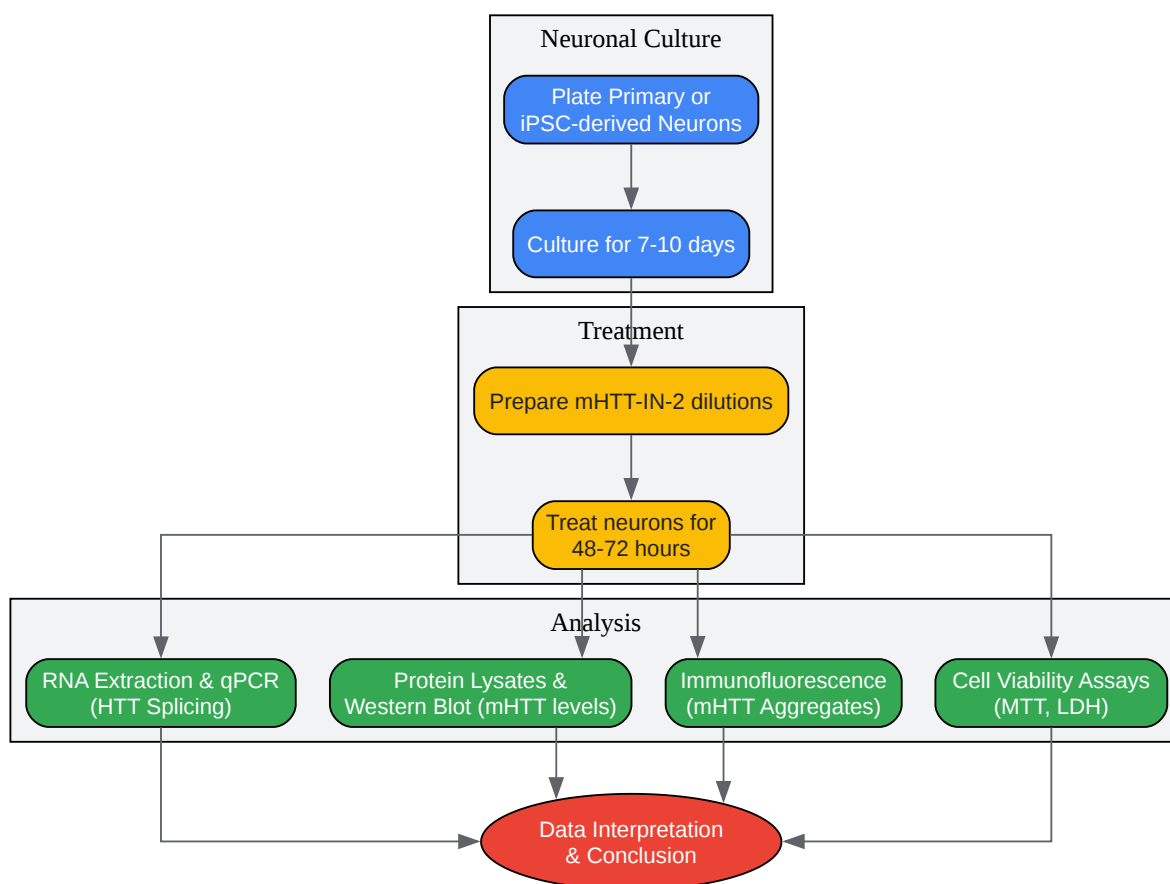 Neuronal Culture
Plate Primary or
iPSC-derived Neurons
Culture for 7-10 days
Treatment
Prepare mHTT-IN-2 dilutions
Treat neurons for
48-72 hours
Analysis
RNA Extraction & qPCR
(HTT Splicing)
Protein Lysates &
Western Blot (mHTT levels)
Immunofluorescence
(mHTT Aggregates)
Cell Viability Assays
(MTT, LDH)
Data Interpretation
& Conclusion